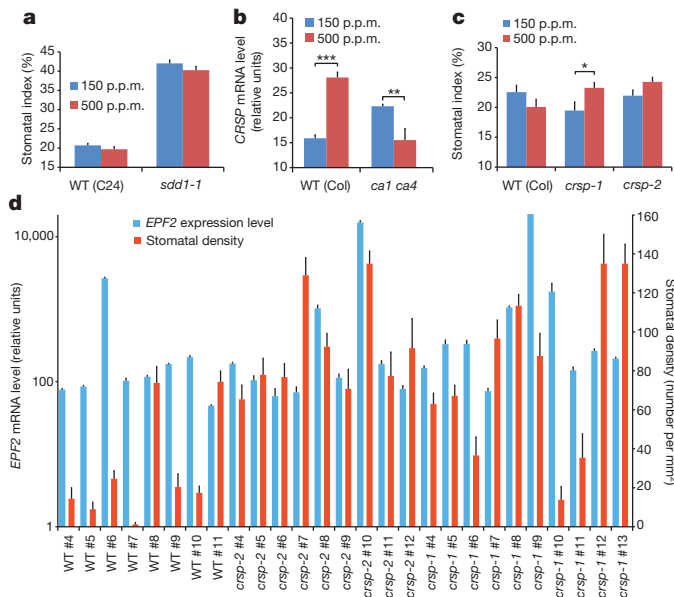 a
Stomatal index (%)
45
40
35
30
25
20
15
150 p.p.m.
500 p.p.m.
WT (C24)
sdd1-1
b
CRSP mRNA level
(relative units)
35
30
25
20
15
10
150 p.p.m.
500 p.p.m.
***
**
WT (Col)
ca1 ca4
c
Stomatal index (%)
30
25
20
15
10
150 p.p.m.
500 p.p.m.
*
WT (Col)
crsp-1
crsp-2
d
EPF2 mRNA level (relative units)
10,000
100
1
EPF2 expression level
Stomatal density
160
140
120
100
80
60
40
20
0
Stomatal density (number per mm²)
WT #4
WT #5
WT #6
WT #7
WT #8
WT #9
WT #10
WT #11
crsp-2 #4
crsp-2 #5
crsp-2 #6
crsp-2 #7
crsp-2 #8
crsp-2 #9
crsp-2 #10
crsp-2 #11
crsp-2 #12
crsp-1 #4
crsp-1 #5
crsp-1 #6
crsp-1 #7
crsp-1 #8
crsp-1 #9
crsp-1 #10
crsp-1 #11
crsp-1 #12
crsp-1 #13